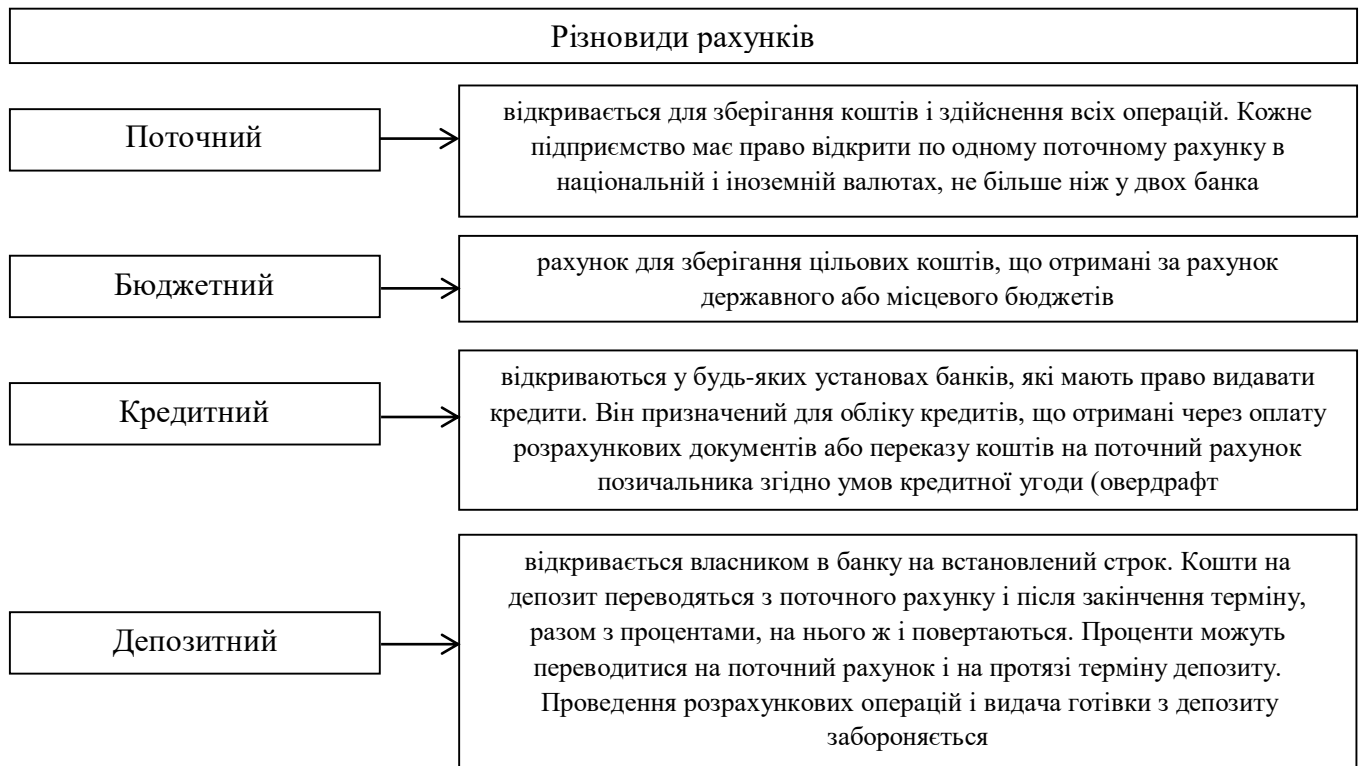 Різновиди рахунків
Поточний
відкривається для зберігання коштів і здійснення всіх операцій. Кожне
підприємство має право відкрити по одному поточному рахунку в
національній і іноземній валютах, не більше ніж у двох банка
Бюджетний
рахунок для зберігання цільових коштів, що отримані за рахунок
державного або місцевого бюджетів
Кредитний
відкриваються у будь-яких установах банків, які мають право видавати
кредити. Він призначений для обліку кредитів, що отримані через оплату
розрахункових документів або переказу коштів на поточний рахунок
позичальника згідно умов кредитної угоди (овердрафт
Депозитний
відкривається власником в банку на встановлений строк. Кошти на
депозит переводяться з поточного рахунку і після закінчення терміну,
разом з процентами, на нього ж і повертаються. Проценти можуть
переводитися на поточний рахунок і на протязі терміну депозиту.
Проведення розрахункових операцій і видача готівки з депозиту
забороняється